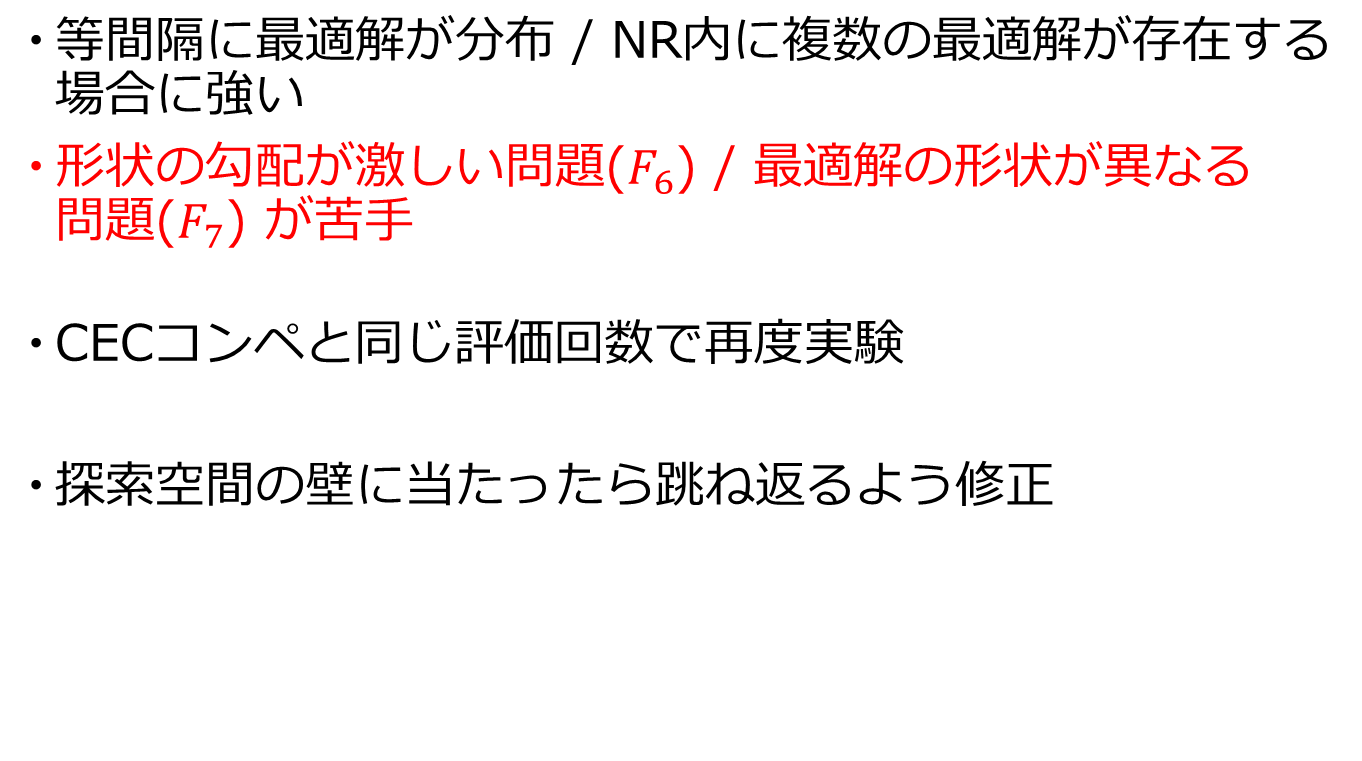 ・等間隔に最適解が分布 / NR内に複数の最適解が存在する
場合に強い
・形状の勾配が激しい問題(𝐹₆) / 最適解の形状が異なる
問題(𝐹₇) が苦手
・CECコンペと同じ評価回数で再度実験
・探索空間の壁に当たったら跳ね返るよう修正